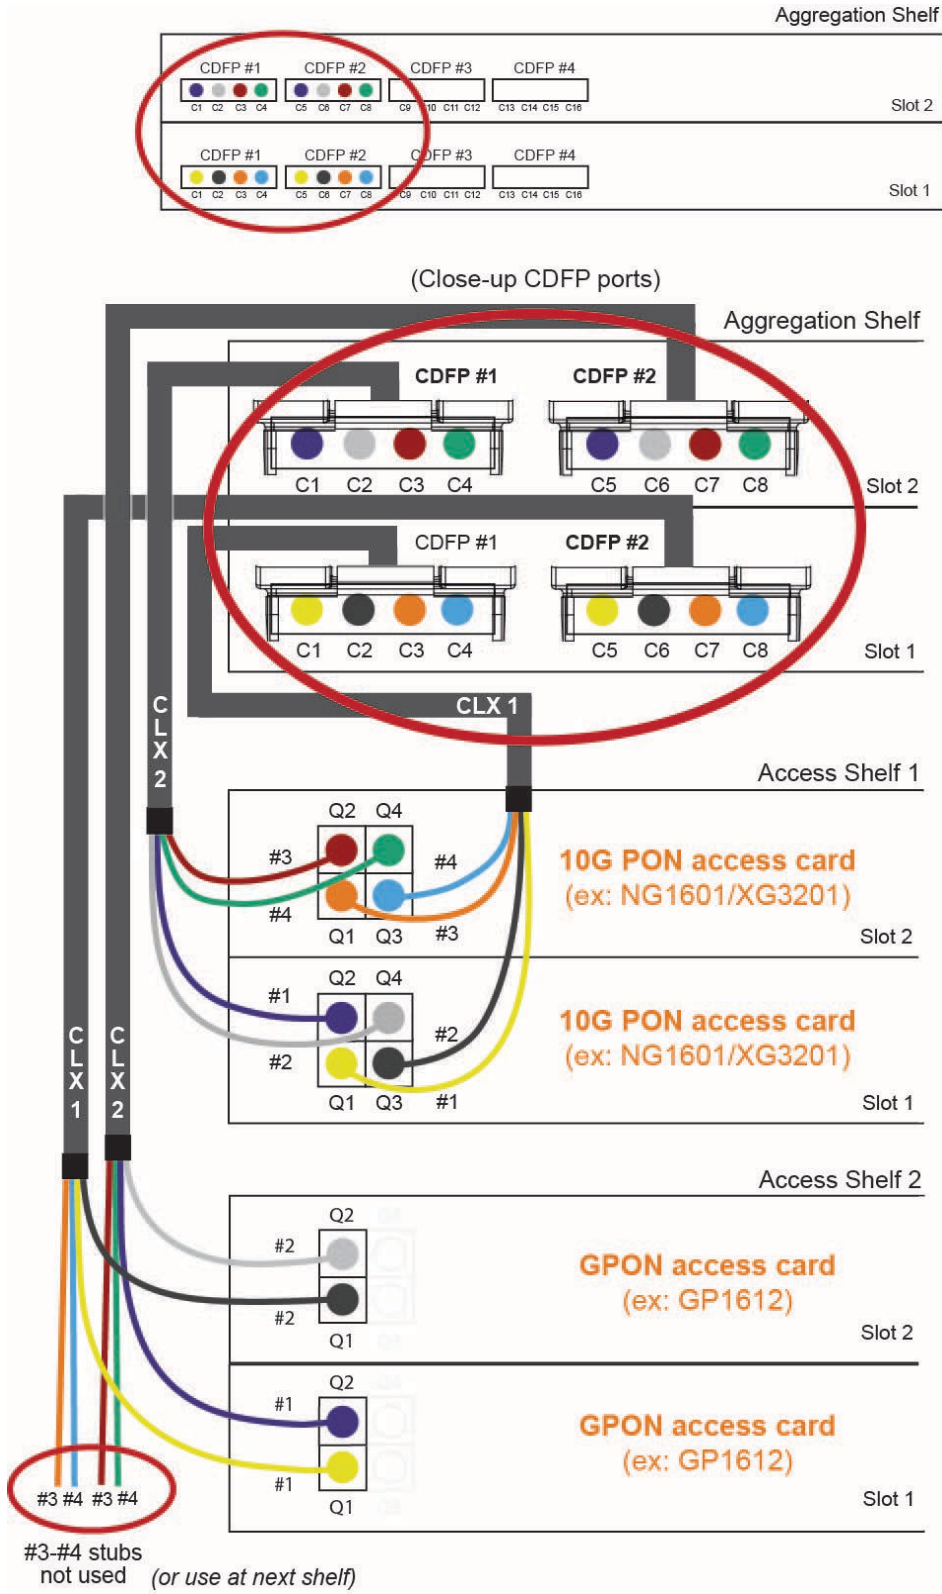 Aggregation Shelf
CDFP #1 CDFP #2 CDFP #3 CDFP #4
C1 C2 C3 C4 C5 C6 C7 C8 C9 C10 C11 C12 C13 C14 C15 C16
Slot 2
CDFP #1 CDFP #2 CDFP #3 CDFP #4
C1 C2 C3 C4 C5 C6 C7 C8 C9 C10 C11 C12 C13 C14 C15 C16
Slot 1
(Close-up CDFP ports)
Aggregation Shelf
CDFP #1 CDFP #2
C1 C2 C3 C4 C5 C6 C7 C8
Slot 2
CDFP #1 CDFP #2
C1 C2 C3 C4 C5 C6 C7 C8
Slot 1
CLX 2
CLX 1
Access Shelf 1
Q2 Q4
#3 #4
10G PON access card
(ex: NG1601/XG3201)
#4
Q1 Q3 #3
Slot 2
Q2 Q4
#1
10G PON access card
(ex: NG1601/XG3201)
#2 #2
Q1 Q3 #1
Slot 1
CLX 1
CLX 2
Access Shelf 2
Q2
#2
GPON access card
(ex: GP1612)
#2
Q1
Slot 2
Q2
#1
GPON access card
(ex: GP1612)
#1
Q1
Slot 1
#3 #4 #3 #4
#3-#4 stubs
not used (or use at next shelf)